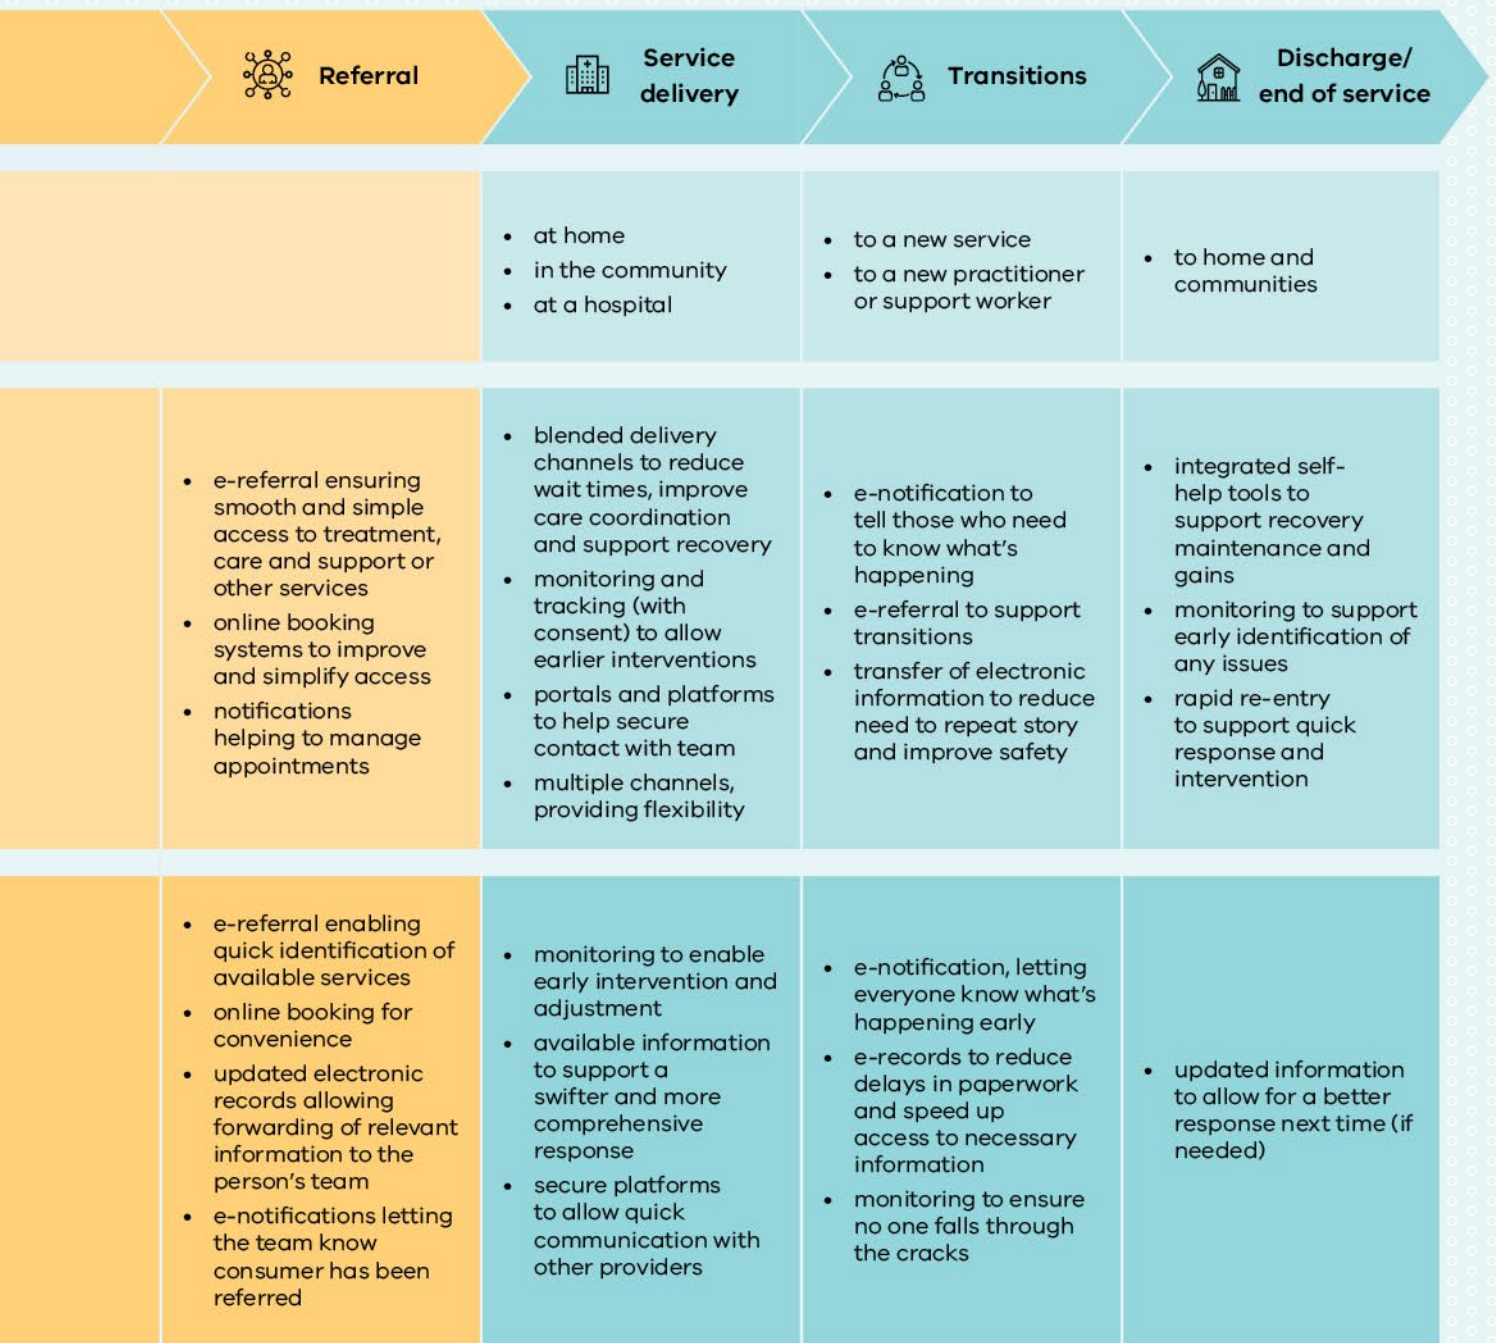 Referral
Service
delivery
Transitions
Discharge/
end of service
• at home
• in the community
• at a hospital
• to a new service
• to a new practitioner
or support worker
• to home and
communities
• e-referral ensuring
smooth and simple
access to treatment,
care and support or
other services
• online booking
systems to improve
and simplify access
• notifications
helping to manage
appointments
• blended delivery
channels to reduce
wait times, improve
care coordination
and support recovery
• monitoring and
tracking (with
consent) to allow
earlier interventions
• portals and platforms
to help secure
contact with team
• multiple channels,
providing flexibility
• e-notification to
tell those who need
to know what's
happening
• e-referral to support
transitions
• transfer of electronic
information to reduce
need to repeat story
and improve safety
• integrated self-
help tools to
support recovery
maintenance and
gains
• monitoring to support
early identification of
any issues
• rapid re-entry
to support quick
response and
intervention
• e-referral enabling
quick identification of
available services
• online booking for
convenience
• updated electronic
records allowing
forwarding of relevant
information to the
person's team
• e-notifications letting
the team know
consumer has been
referred
• monitoring to enable
early intervention and
adjustment
• available information
to support a
swifter and more
comprehensive
response
• secure platforms
to allow quick
communication with
other providers
• e-notification, letting
everyone know what's
happening early
• e-records to reduce
delays in paperwork
and speed up
access to necessary
information
• monitoring to ensure
no one falls through
the cracks
• updated information
to allow for a better
response next time (if
needed)